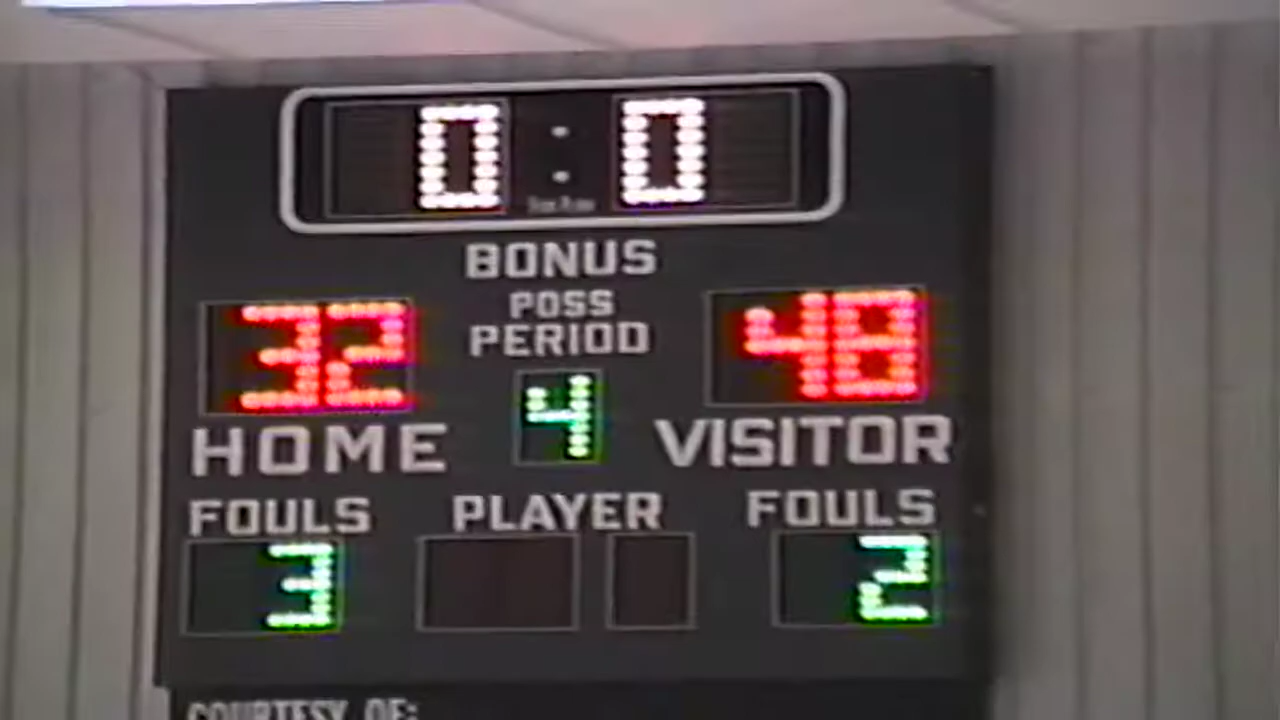 0:0
BONUS
POSS
PERIOD
32 4 48
HOME VISITOR
FOULS PLAYER FOULS
3 2
COURTESY OF: